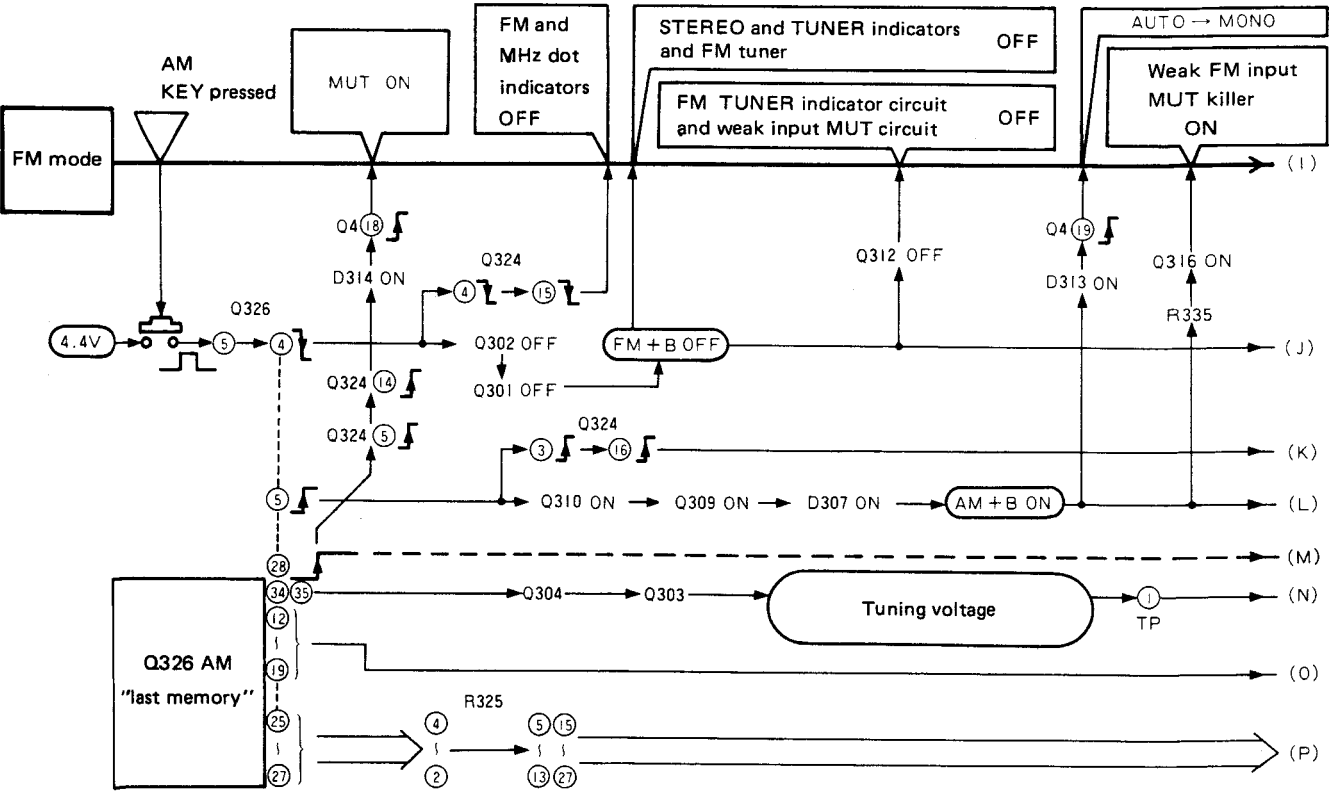 FM mode
AM
KEY pressed
MUT ON
FM and
MHz dot
indicators
OFF
STEREO and TUNER indicators
and FM tuner
OFF
FM TUNER indicator circuit
and weak input MUT circuit
OFF
AUTO → MONO
Weak FM input
MUT killer
ON
(I)
Q4 18
D314 ON
Q324
4
15
Q312 OFF
Q4 19
D313 ON
Q316 ON
R335
4.4V
Q326
5
4
Q302 OFF
Q301 OFF
FM + B OFF
(J)
Q324 14
Q324 5
Q324
3
16
(K)
5
Q310 ON
Q309 ON
D307 ON
AM + B ON
(L)
28
(M)
34 35
Q304
Q303
Tuning voltage
1
TP
(N)
Q326 AM
"last memory"
12
~
19
(O)
25
~
27
R325
4
~
2
5 15
~ ~
13 27
(P)